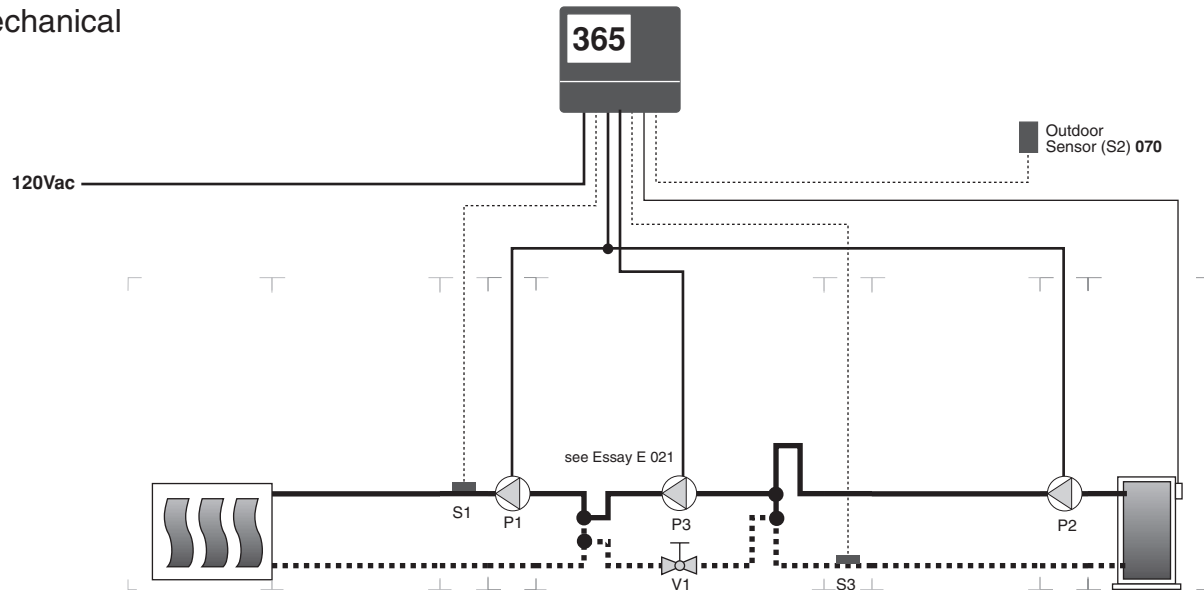 echanical
365
Outdoor
Sensor (S2) 070
120Vac
see Essay E 021
S1
P1
P3
P2
V1
S3